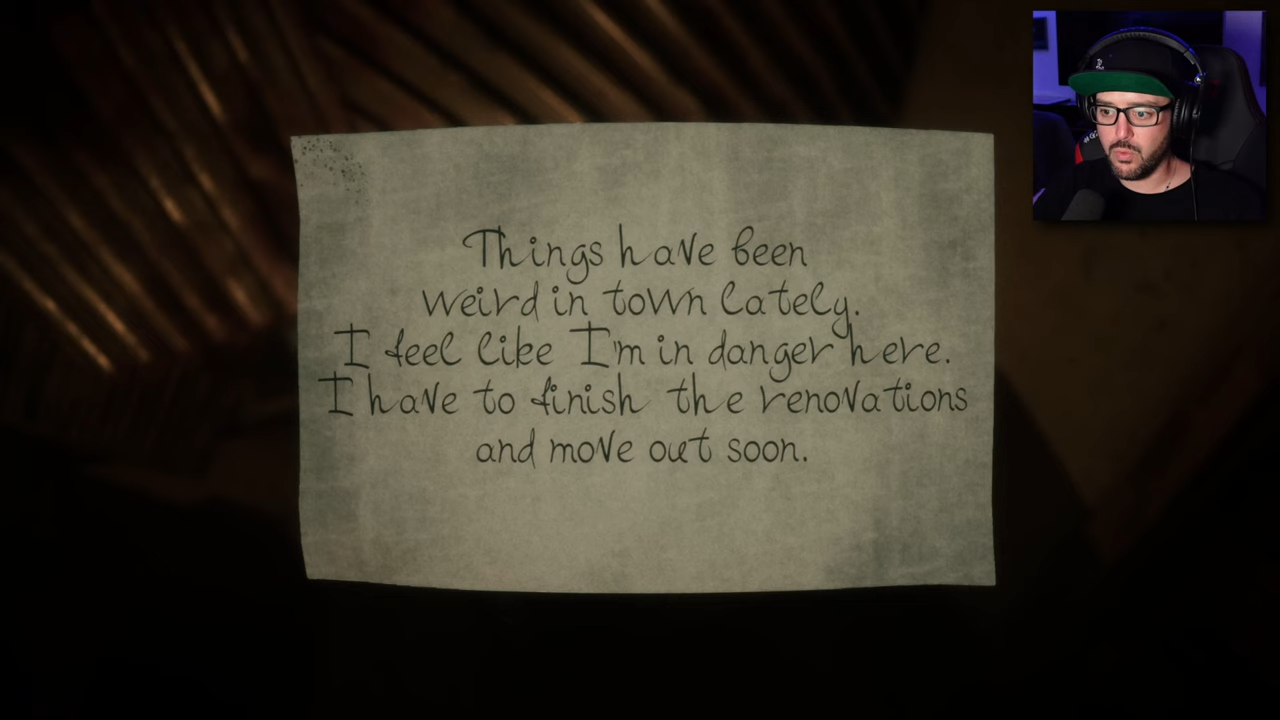 Things have been
weird in town lately.
I feel like I'm in danger here.
I have to finish the renovations
and move out soon.